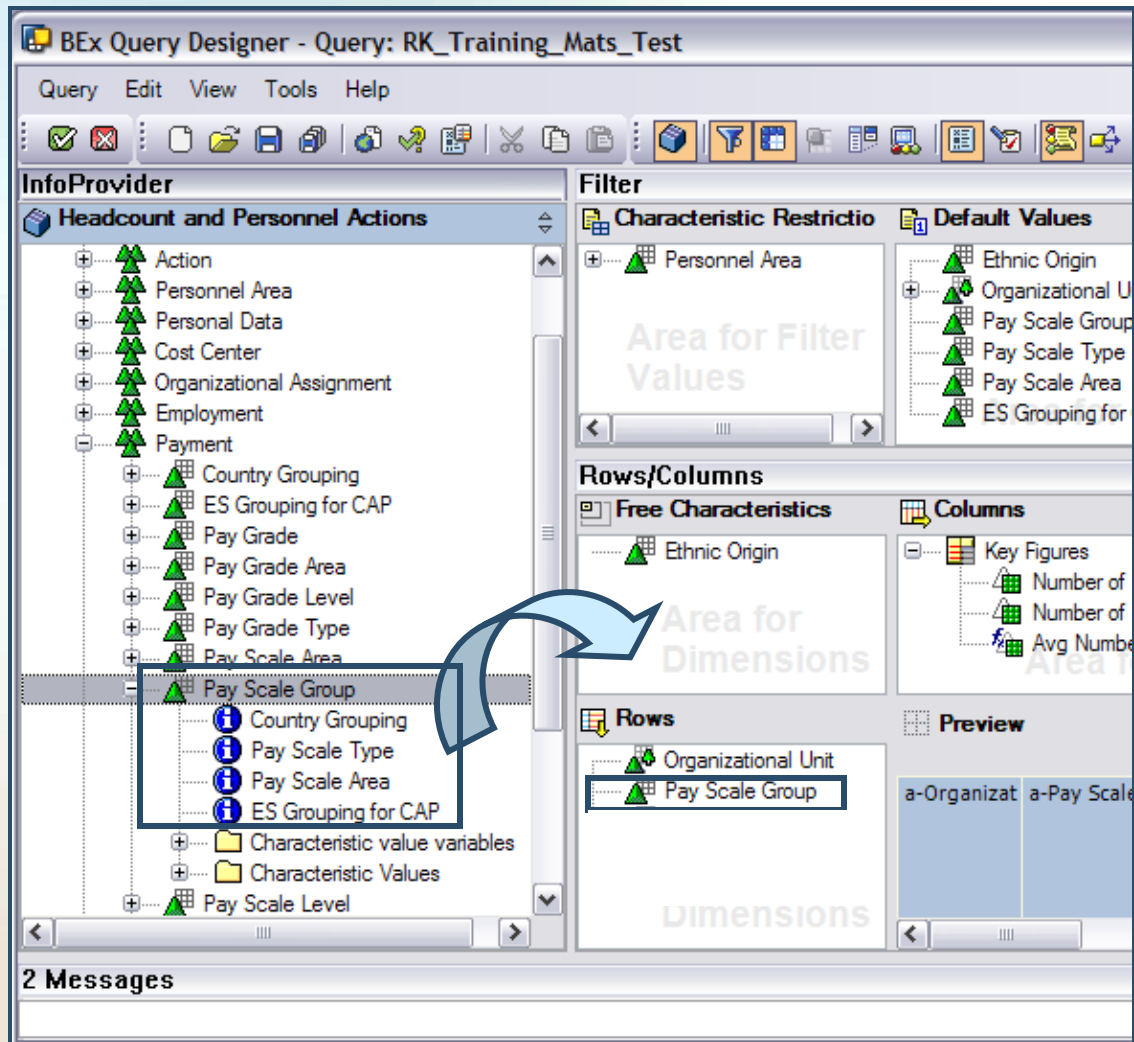 BEx Query Designer - Query: RK_Training_Mats_Test
Query Edit View Tools Help
InfoProvider
Headcount and Personnel Actions
Action
Personnel Area
Personal Data
Cost Center
Organizational Assignment
Employment
Payment
Country Grouping
ES Grouping for CAP
Pay Grade
Pay Grade Area
Pay Grade Level
Pay Grade Type
Pay Scale Area
Pay Scale Group
Country Grouping
Pay Scale Type
Pay Scale Area
ES Grouping for CAP
Characteristic value variables
Characteristic Values
Pay Scale Level
Filter
Characteristic Restrictio
Personnel Area
Area for Filter
Values
Default Values
Ethnic Origin
Organizational U
Pay Scale Group
Pay Scale Type
Pay Scale Area
ES Grouping for
Area for
Rows/Columns
Free Characteristics
Ethnic Origin
Area for
Dimensions
Columns
Key Figures
Number of
Number of
Avg Numbe
Area f
Rows
Organizational Unit
Pay Scale Group
Dimensions
Preview
a-Organizat a-Pay Scale
2 Messages